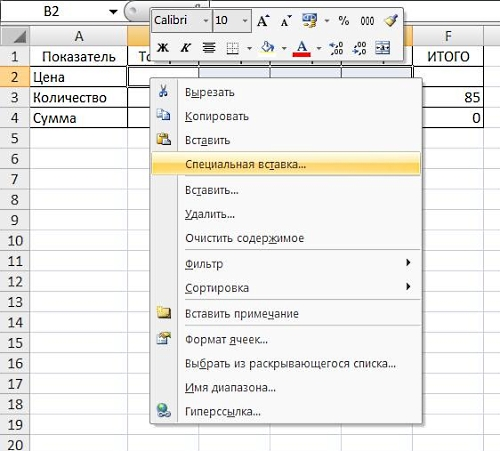 B2
Calibri 10 А А % 000
Ж К А ,00 ,00
A B F
1 Показатель То ИТОГО
2 Цена
3 Количество 85
4 Сумма 0
5
6
7
8
9
10
11
12
13
14
15
16
17
18
19
20
Вырезать
Копировать
Вставить
Специальная вставка...
Вставить...
Удалить...
Очистить содержимое
Фильтр
Сортировка
Вставить примечание
Формат ячеек...
Выбрать из раскрывающегося списка...
Имя диапазона...
Гиперссылка...